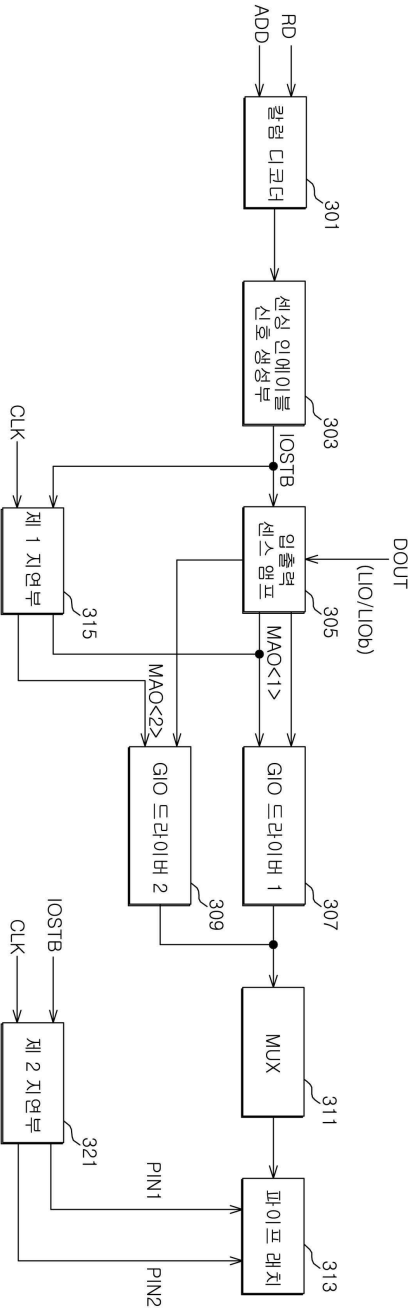 RD
ADD
칼럼 디코더
301
센싱 인에이블
신호 생성부
303
IOSTB
DOUT
(LIO/LIOb)
입출력
센스 앰프
305
MAO<1>
MAO<2>
CLK
제 1 지연부
315
GIO 드라이버 1
307
GIO 드라이버 2
309
MUX
311
파이프 래치
313
IOSTB
CLK
제 2 지연부
321
PIN1
PIN2